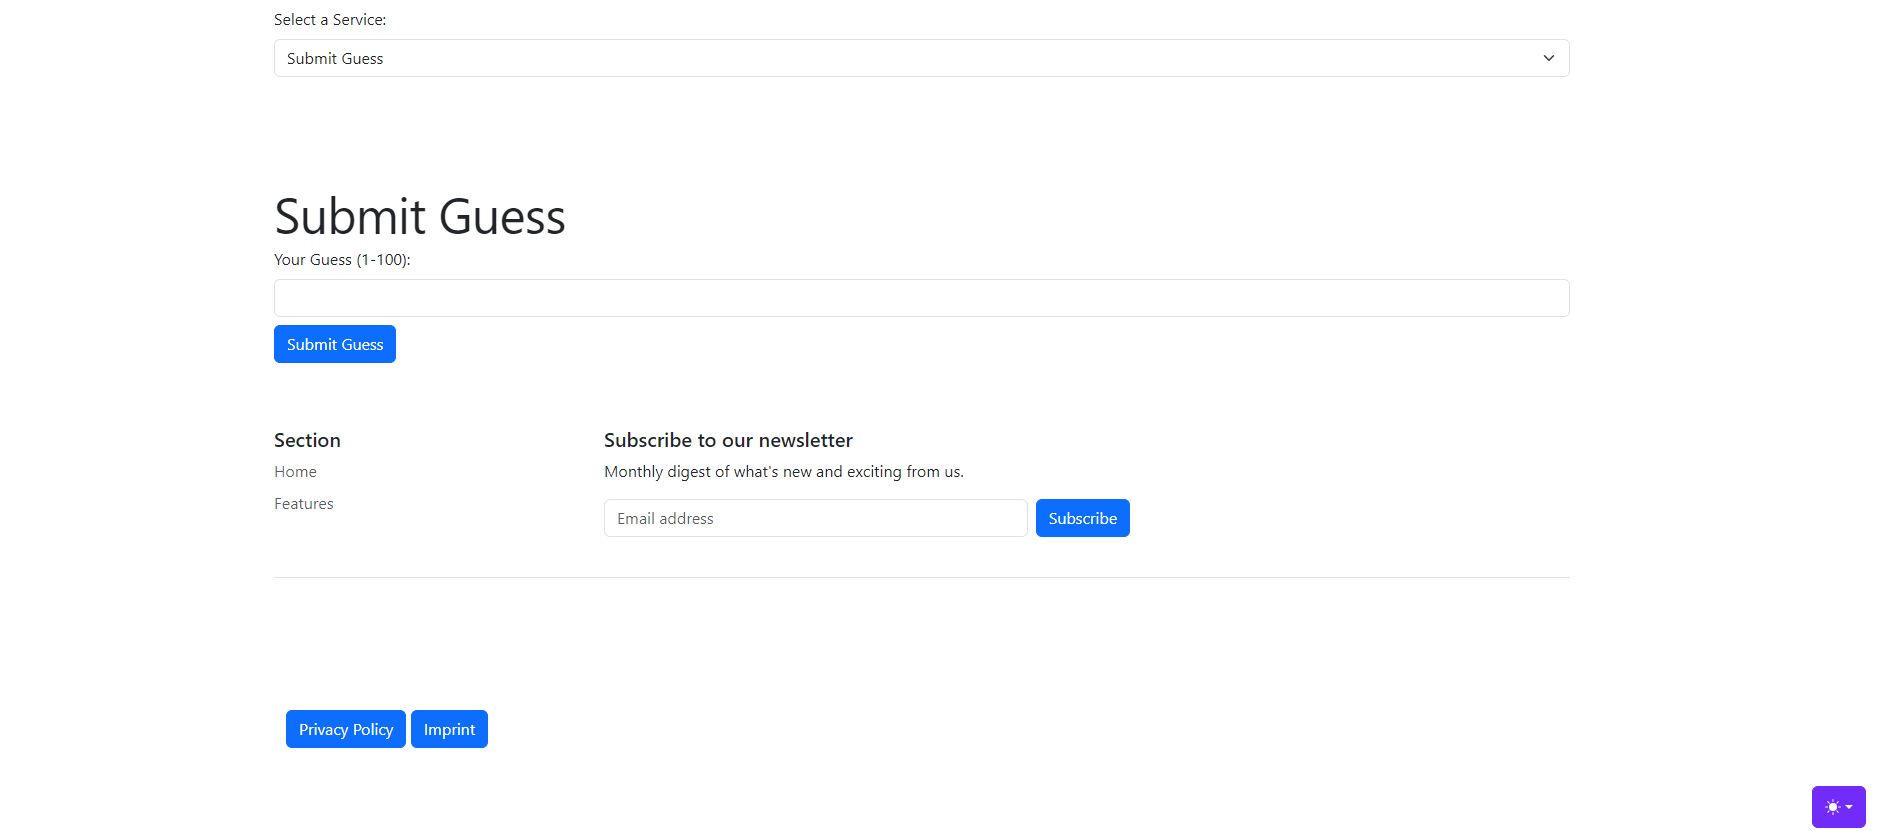 Select a Service:
Submit Guess
Submit Guess
Your Guess (1-100):
Submit Guess
Section
Home
Features
Subscribe to our newsletter
Monthly digest of what's new and exciting from us.
Email address
Subscribe
Privacy Policy
Imprint